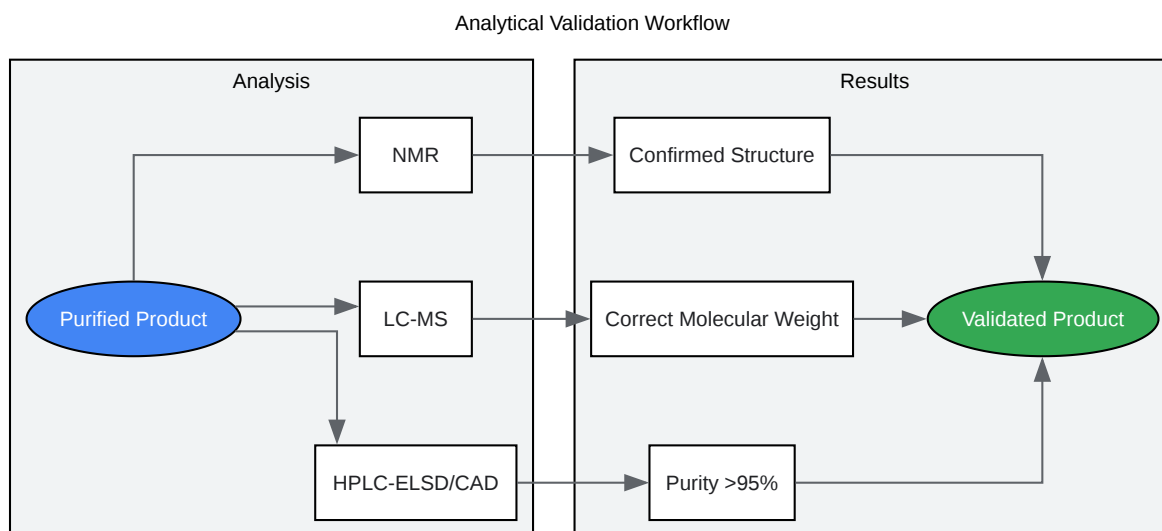 Analytical Validation Workflow
Analysis
Results
NMR
Confirmed Structure
Purified Product
LC-MS
Correct Molecular Weight
Validated Product
HPLC-ELSD/CAD
Purity >95%